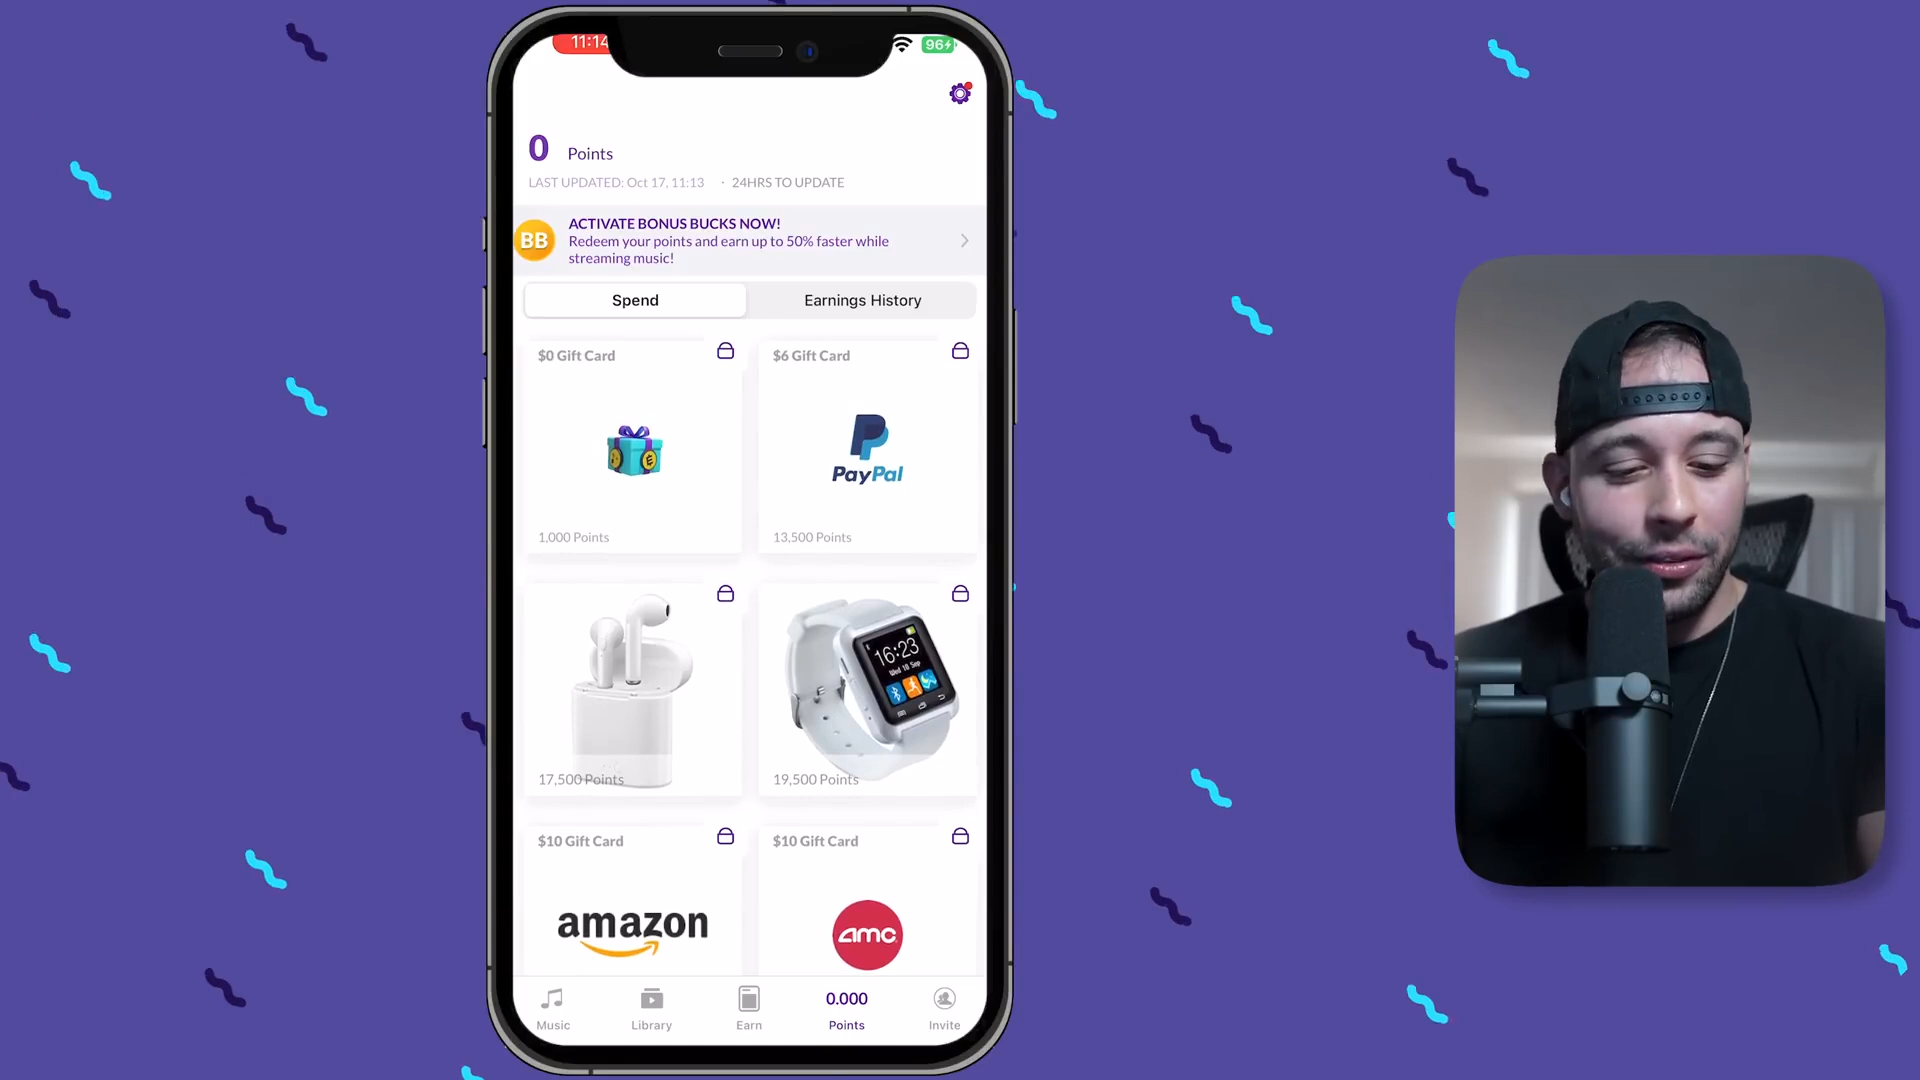 11:14
96
0 Points
LAST UPDATED: Oct 17, 11:13 · 24HRS TO UPDATE
BB
ACTIVATE BONUS BUCKS NOW!
Redeem your points and earn up to 50% faster while
streaming music!
Spend
Earnings History
$0 Gift Card
1,000 Points
$6 Gift Card
PayPal
13,500 Points
17,500 Points
16:23
Wed 18 Sep
19,500 Points
$10 Gift Card
amazon
$10 Gift Card
amc
Music
Library
Earn
0.000
Points
Invite